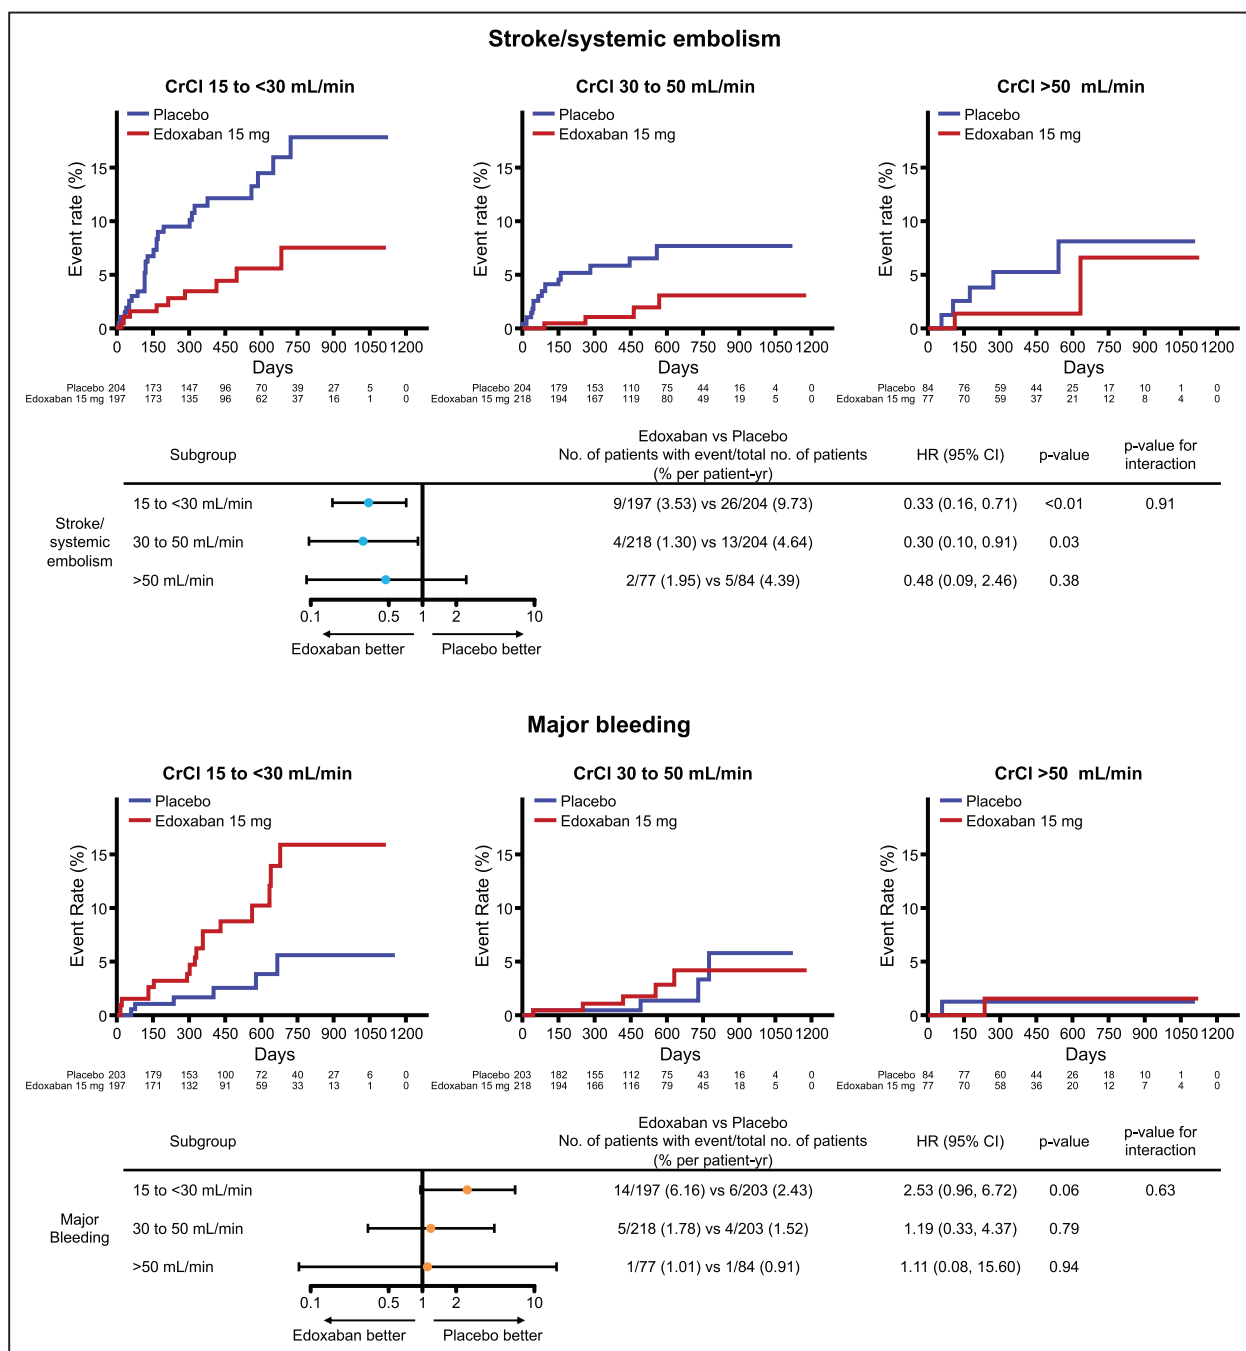 Stroke/systemic embolism
CrCl 15 to <30 mL/min
Placebo
Edoxaban 15 mg
Event rate (%)
15
10
5
0
0 150 300 450 600 750 900 1050 1200
Days
Placebo 204 173 147 96 70 39 27 5 0
Edoxaban 15 mg 197 173 135 96 62 37 16 1 0
CrCl 30 to 50 mL/min
Placebo
Edoxaban 15 mg
Event rate (%)
15
10
5
0
0 150 300 450 600 750 900 1050 1200
Days
Placebo 204 179 153 110 75 44 16 4 0
Edoxaban 15 mg 218 194 167 119 80 49 19 5 0
CrCl >50 mL/min
Placebo
Edoxaban 15 mg
Event rate (%)
15
10
5
0
0 150 300 450 600 750 900 1050 1200
Days
Placebo 84 76 59 44 25 17 10 1 0
Edoxaban 15 mg 77 70 59 37 21 12 8 4 0
Subgroup
Edoxaban vs Placebo
No. of patients with event/total no. of patients
(% per patient-yr)
HR (95% CI)
p-value
p-value for
interaction
Stroke/
systemic
embolism
15 to <30 mL/min 9/197 (3.53) vs 26/204 (9.73) 0.33 (0.16, 0.71) <0.01 0.91
30 to 50 mL/min 4/218 (1.30) vs 13/204 (4.64) 0.30 (0.10, 0.91) 0.03
>50 mL/min 2/77 (1.95) vs 5/84 (4.39) 0.48 (0.09, 2.46) 0.38
0.1 0.5 1 2 10
Edoxaban better Placebo better
Major bleeding
CrCl 15 to <30 mL/min
Placebo
Edoxaban 15 mg
Event Rate (%)
15
10
5
0
0 150 300 450 600 750 900 1050 1200
Days
Placebo 203 179 153 100 72 40 27 6 0
Edoxaban 15 mg 197 171 132 91 59 33 13 1 0
CrCl 30 to 50 mL/min
Placebo
Edoxaban 15 mg
Event Rate (%)
15
10
5
0
0 150 300 450 600 750 900 1050 1200
Days
Placebo 203 182 155 112 75 43 16 4 0
Edoxaban 15 mg 218 194 166 116 79 45 18 5 0
CrCl >50 mL/min
Placebo
Edoxaban 15 mg
Event Rate (%)
15
10
5
0
0 150 300 450 600 750 900 1050 1200
Days
Placebo 84 77 60 44 26 18 10 1 0
Edoxaban 15 mg 77 70 58 36 20 12 7 4 0
Subgroup
Edoxaban vs Placebo
No. of patients with event/total no. of patients
(% per patient-yr)
HR (95% CI)
p-value
p-value for
interaction
Major
Bleeding
15 to <30 mL/min 14/197 (6.16) vs 6/203 (2.43) 2.53 (0.96, 6.72) 0.06 0.63
30 to 50 mL/min 5/218 (1.78) vs 4/203 (1.52) 1.19 (0.33, 4.37) 0.79
>50 mL/min 1/77 (1.01) vs 1/84 (0.91) 1.11 (0.08, 15.60) 0.94
0.1 0.5 1 2 10
Edoxaban better Placebo better